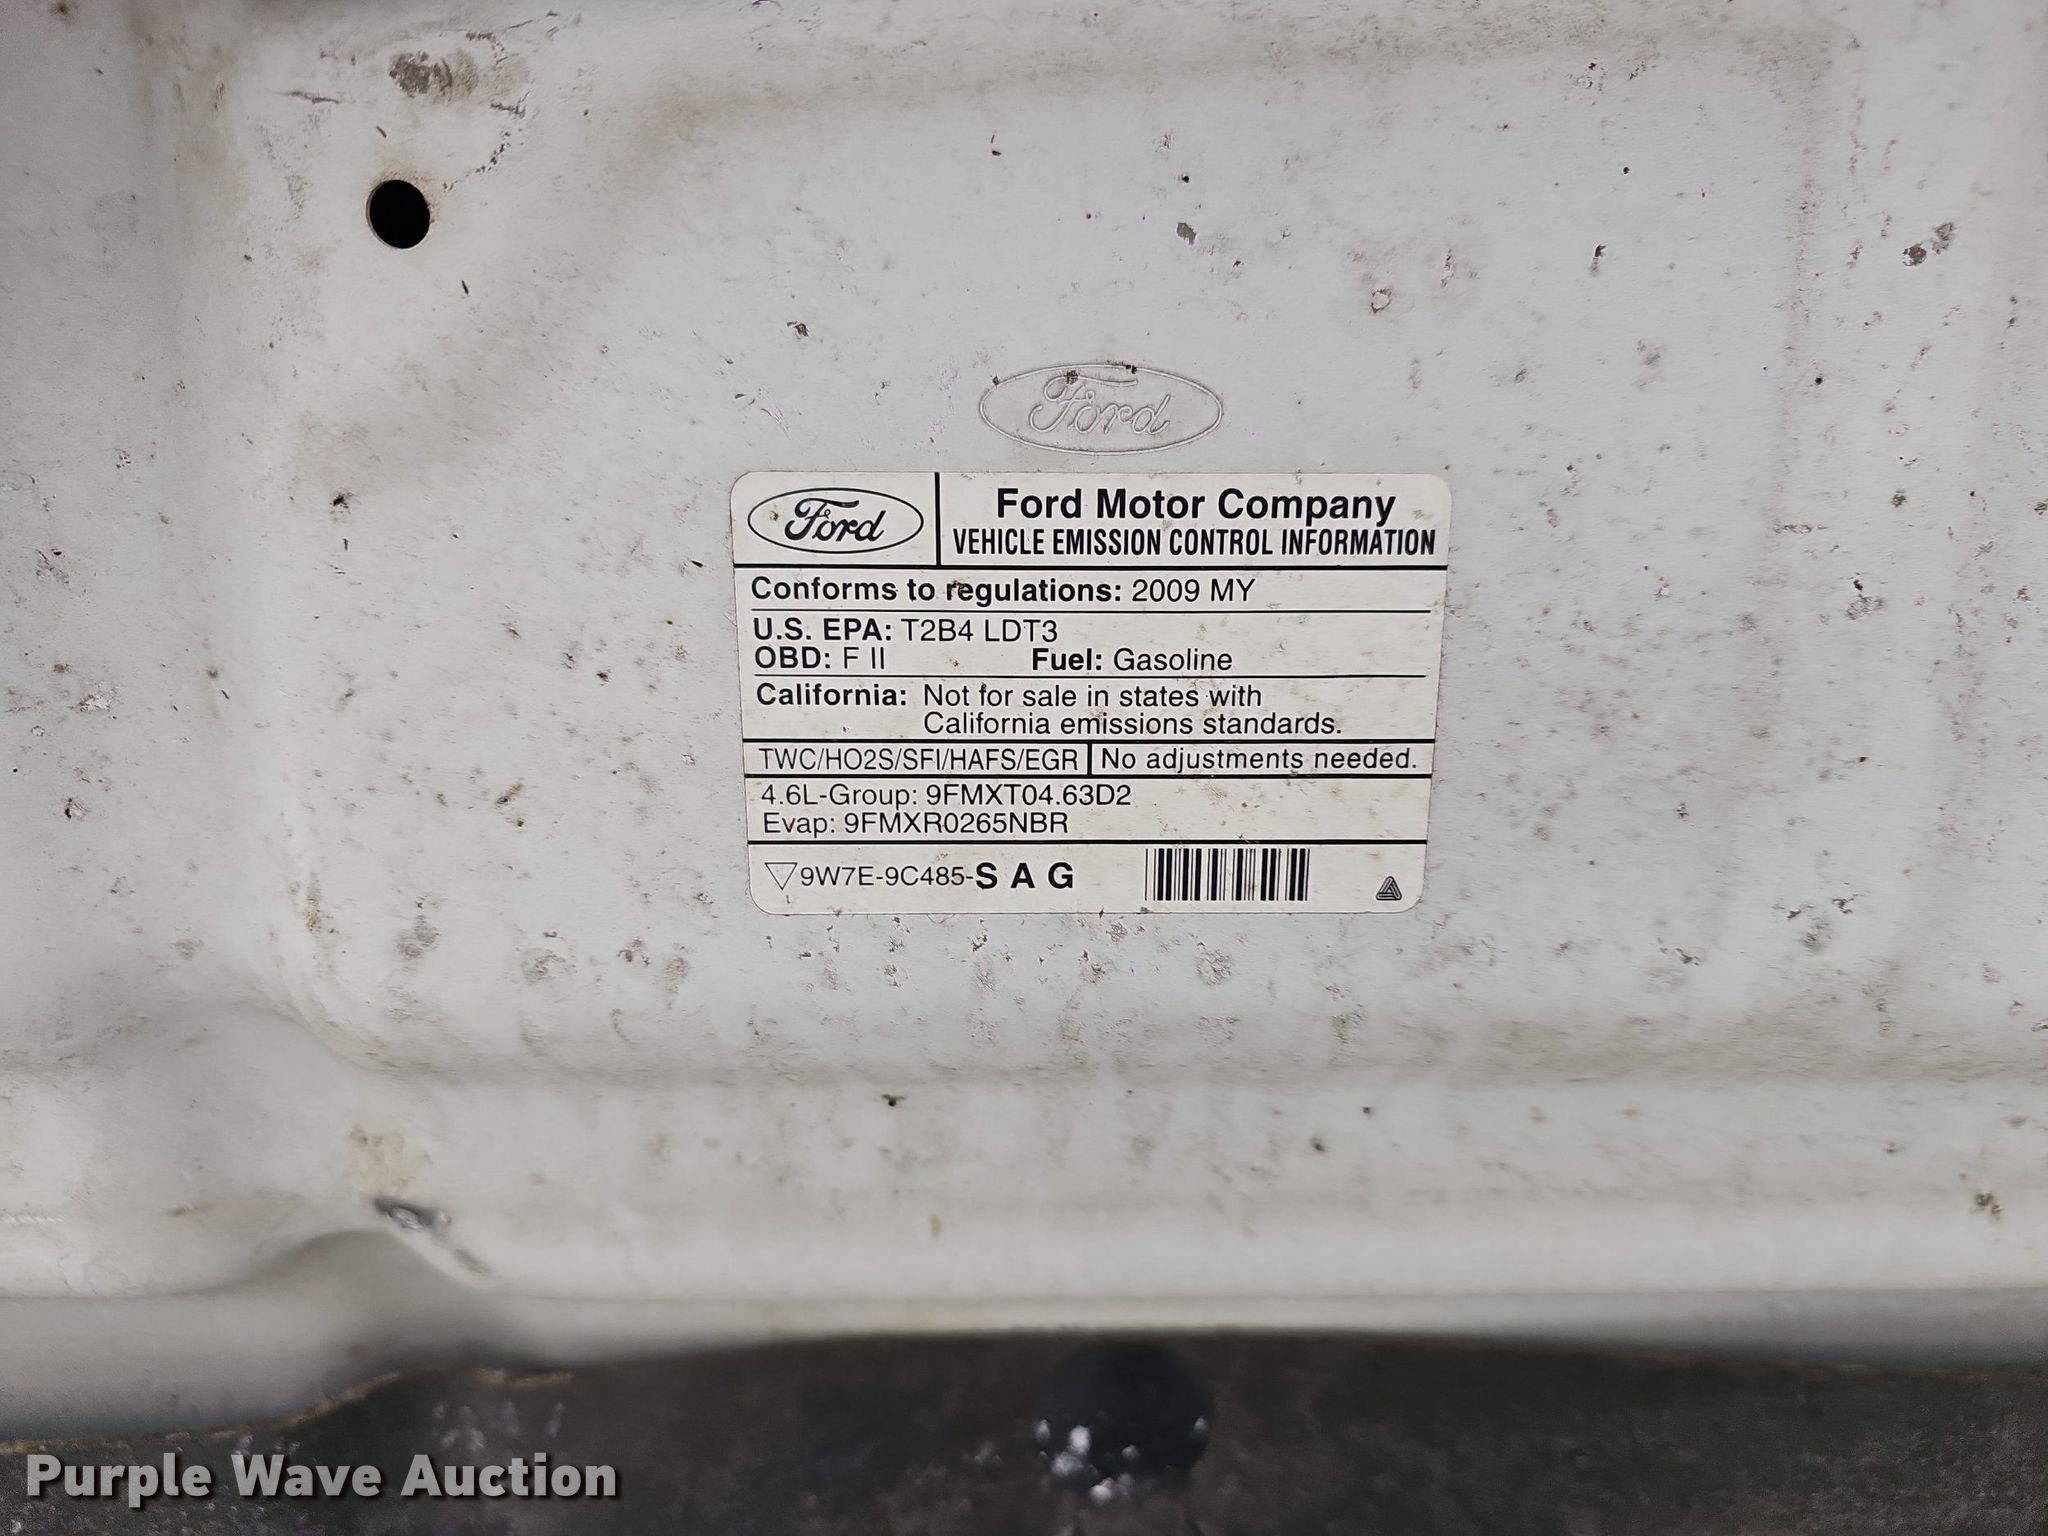 Ford
Ford
Ford Motor Company
VEHICLE EMISSION CONTROL INFORMATION
Conforms to regulations: 2009 MY
U.S. EPA: T2B4 LDT3
OBD: F II Fuel: Gasoline
California: Not for sale in states with
California emissions standards.
TWC/HO2S/SFI/HAFS/EGR No adjustments needed.
4.6L-Group: 9FMXT04.63D2
Evap: 9FMXR0265NBR
9W7E-9C485-S A G
L
Purple Wave Auction